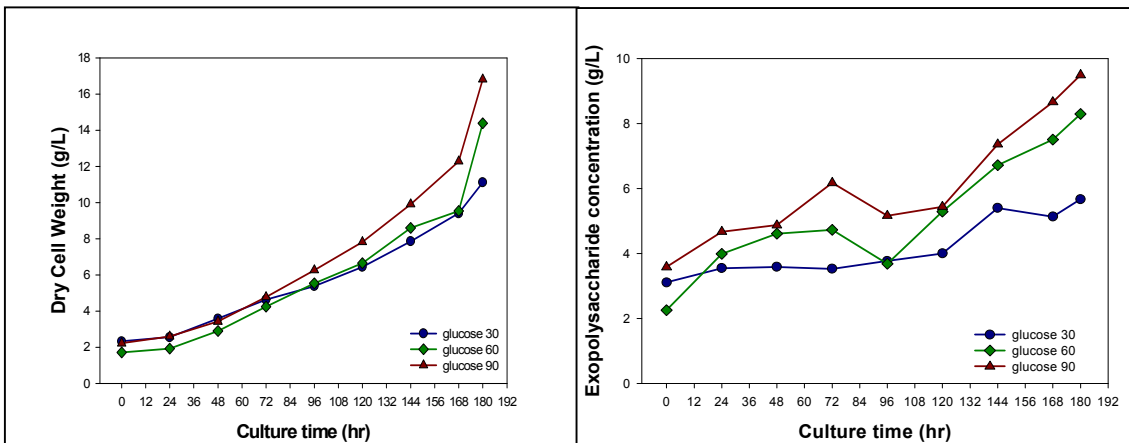 Dry Cell Weight (g/L)
18
16
14
12
10
8
6
4
2
0
glucose 30
glucose 60
glucose 90
0 12 24 36 48 60 72 84 96 108 120 132 144 156 168 180 192
Culture time (hr)
Exopolysaccharide concentration (g/L)
10
8
6
4
2
0
glucose 30
glucose 60
glucose 90
0 12 24 36 48 60 72 84 96 108 120 132 144 156 168 180 192
Culture time (hr)